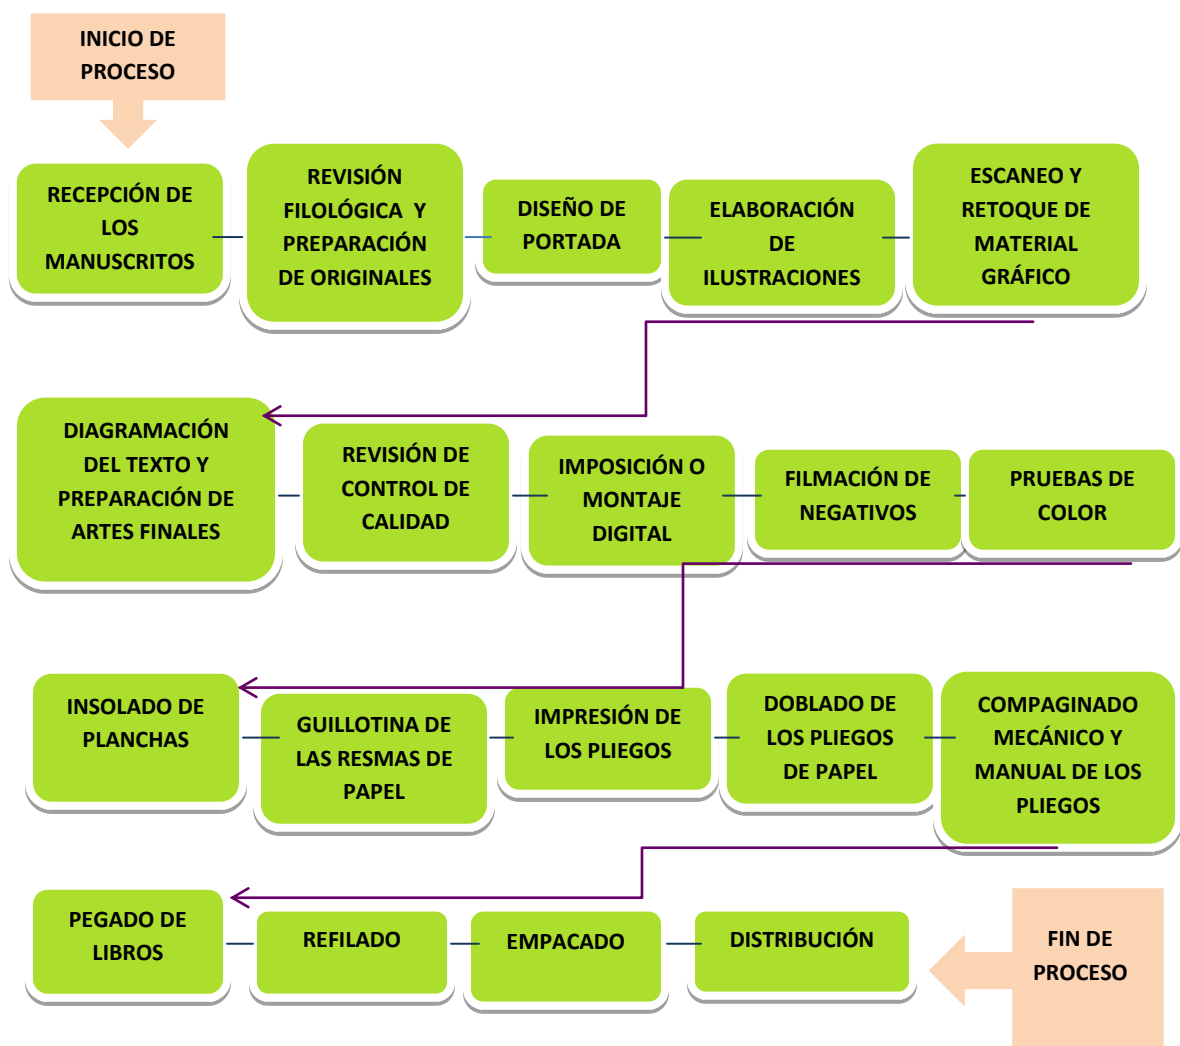 INICIO DE
PROCESO
RECEPCIÓN DE
LOS
MANUSCRITOS
REVISIÓN
FILOLÓGICA Y
PREPARACIÓN
DE ORIGINALES
DISEÑO DE
PORTADA
ELABORACIÓN
DE
ILUSTRACIONES
ESCANEO Y
RETOQUE DE
MATERIAL
GRÁFICO
DIAGRAMACIÓN
DEL TEXTO Y
PREPARACIÓN DE
ARTES FINALES
REVISIÓN DE
CONTROL DE
CALIDAD
IMPOSICIÓN O
MONTAJE
DIGITAL
FILMACIÓN DE
NEGATIVOS
PRUEBAS DE
COLOR
INSOLADO DE
PLANCHAS
GUILLOTINA DE
LAS RESMAS DE
PAPEL
IMPRESIÓN DE
LOS PLIEGOS
DOBLADO DE
LOS PLIEGOS
DE PAPEL
COMPAGINADO
MECÁNICO Y
MANUAL DE LOS
PLIEGOS
PEGADO DE
LIBROS
REFILADO
EMPACADO
DISTRIBUCIÓN
FIN DE
PROCESO